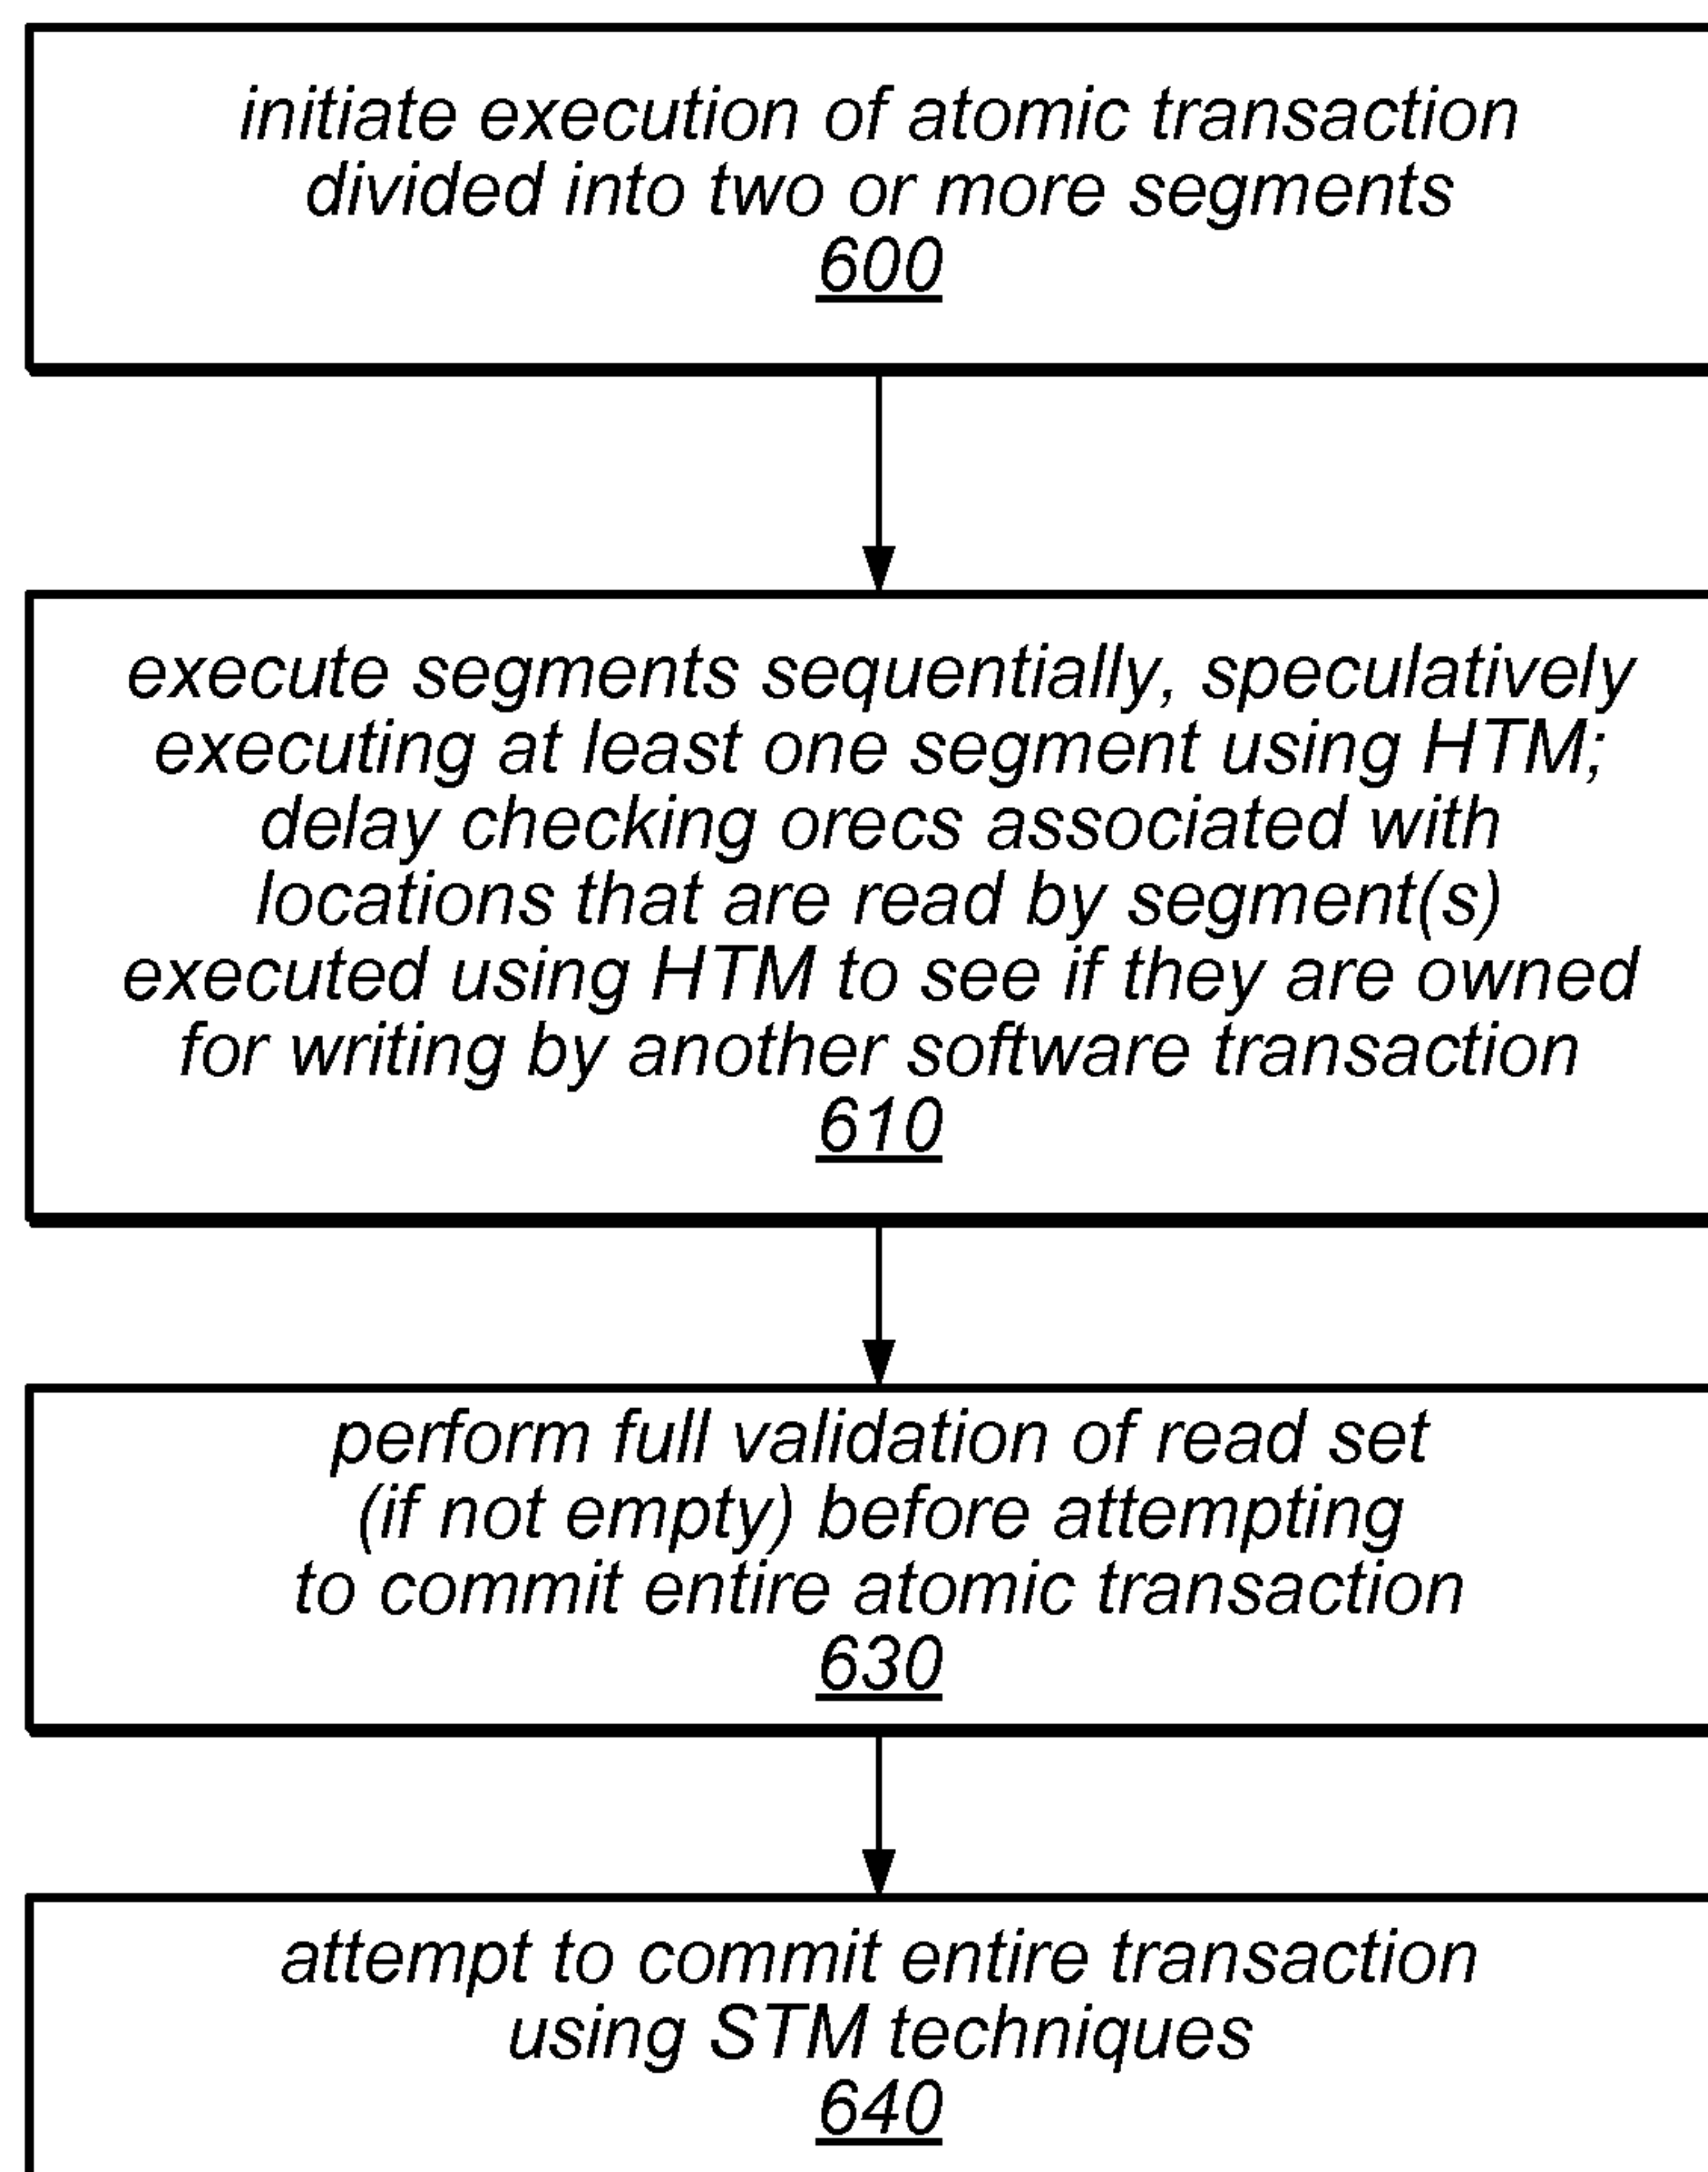 initiate execution of atomic transaction
divided into two or more segments
600
execute segments sequentially, speculatively
executing at least one segment using HTM;
delay checking orecs associated with
locations that are read by segment(s)
executed using HTM to see if they are owned
for writing by another software transaction
610
perform full validation of read set
(if not empty) before attempting
to commit entire atomic transaction
630
attempt to commit entire transaction
using STM techniques
640